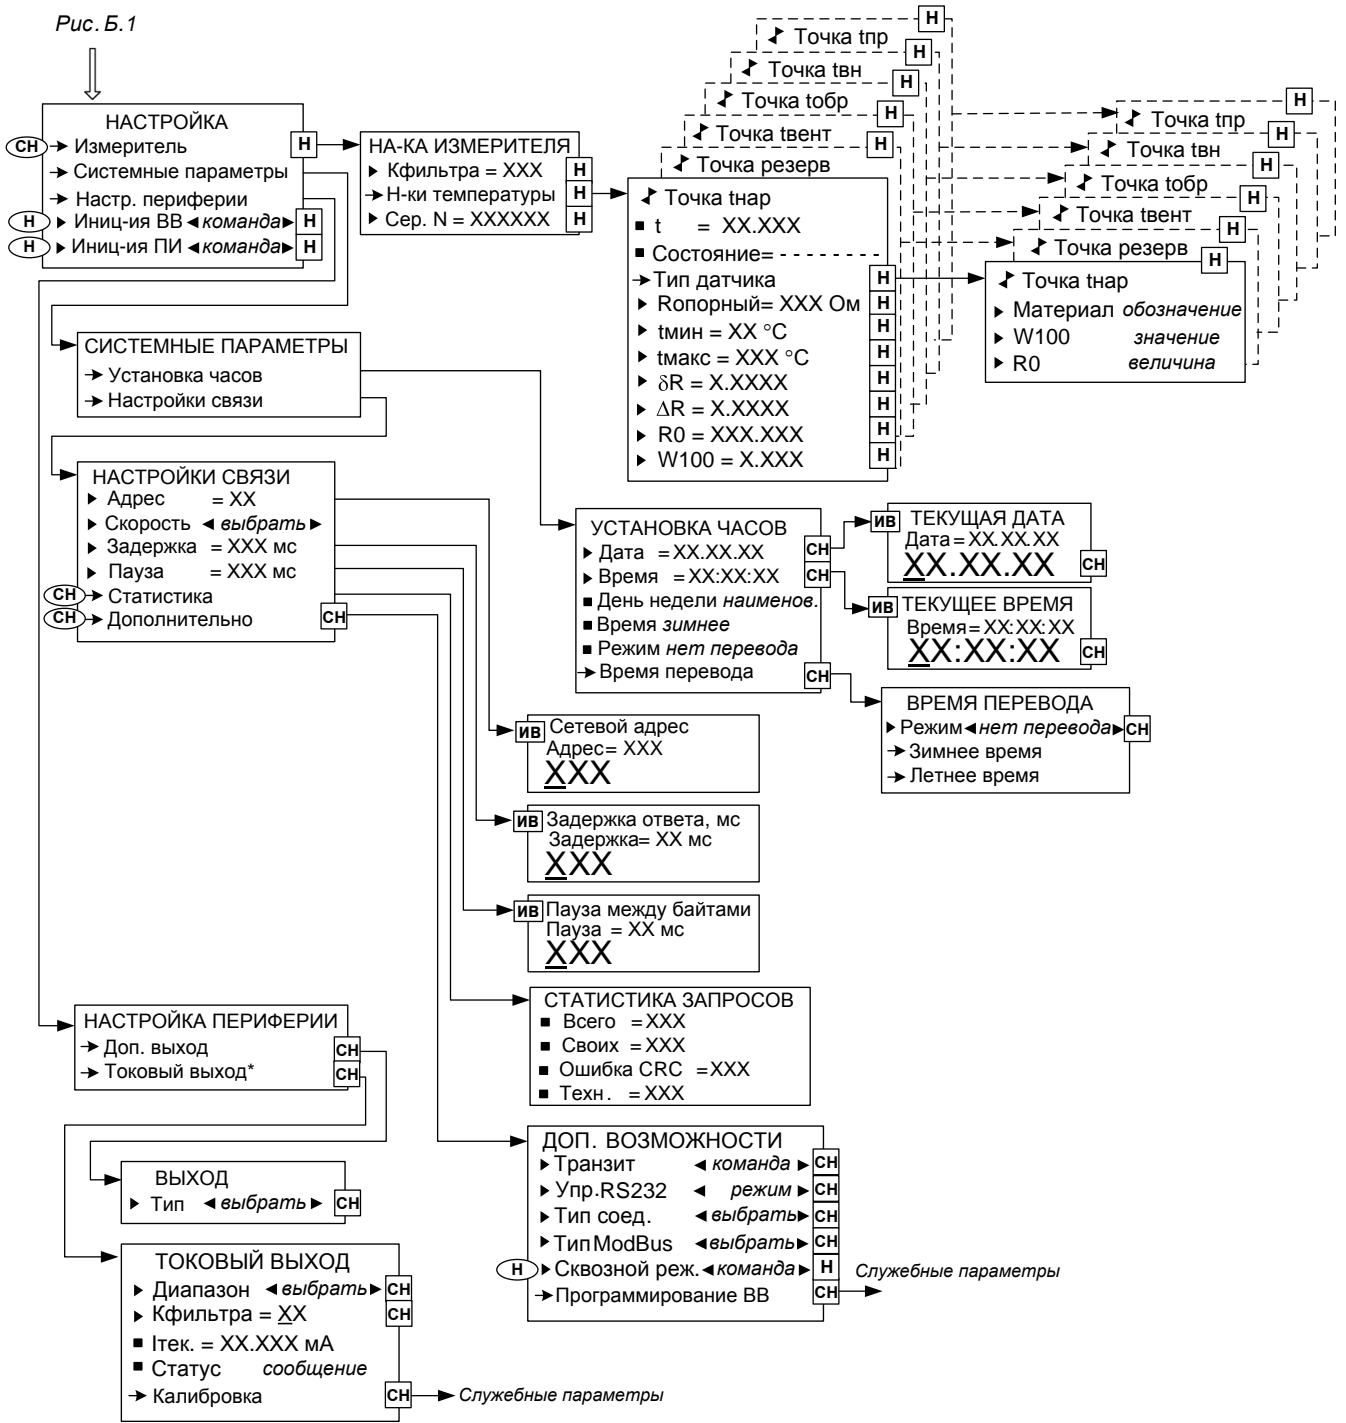 Рис. Б.1
НАСТРОЙКА
СН Измеритель Н
Системные параметры
Настр. периферии
Н Иниц-ия ВВ команда Н
Н Иниц-ия ПИ команда Н
НА-КА ИЗМЕРИТЕЛЯ
Кфильтра = XXX Н
Н-ки температуры Н
Сер. N = XXXXXX Н
Точка tпр Н
Точка tвн Н
Точка tобр Н
Точка tвент Н
Точка резерв Н
Точка tнар
t = XX.XXX
Состояние= - - - - - - - -
Тип датчика Н
Rопорный= XXX Ом Н
tмин = XX °C Н
tмакс = XXX °C Н
δR = X.XXXX Н
ΔR = X.XXXX Н
R0 = XXX.XXX Н
W100 = X.XXX Н
Точка tпр Н
Точка tвн Н
Точка tобр Н
Точка tвент Н
Точка резерв Н
Точка tнар Н
Материал обозначение
W100 значение
R0 величина
СИСТЕМНЫЕ ПАРАМЕТРЫ
Установка часов
Настройки связи
НАСТРОЙКИ СВЯЗИ
Адрес = XX
Скорость выбрать
Задержка = XXX мс
Пауза = XXX мс
СН Статистика
СН Дополнительно СН
УСТАНОВКА ЧАСОВ
Дата = XX.XX.XX СН
Время = XX:XX:XX СН
День недели наименов.
Время зимнее
Режим нет перевода
Время перевода СН
ИВ ТЕКУЩАЯ ДАТА
Дата = XX.XX.XX
XX.XX.XX СН
ИВ ТЕКУЩЕЕ ВРЕМЯ
Время = XX:XX:XX
XX:XX:XX СН
ВРЕМЯ ПЕРЕВОДА
Режим нет перевода СН
Зимнее время
Летнее время
ИВ Сетевой адрес
Адрес= XXX
XXX
ИВ Задержка ответа, мс
Задержка= XX мс
XXX
ИВ Пауза между байтами
Пауза = XX мс
XXX
СТАТИСТИКА ЗАПРОСОВ
Всего =XXX
Своих =XXX
Ошибка CRC =XXX
Техн. =XXX
НАСТРОЙКА ПЕРИФЕРИИ
Доп. выход СН
Токовый выход* СН
ВЫХОД
Тип выбрать СН
ДОП. ВОЗМОЖНОСТИ
Транзит команда СН
Упр.RS232 режим СН
Тип соед. выбрать СН
Тип ModBus выбрать СН
Н Сквозной реж. команда Н
Программирование ВВ СН Служебные параметры
ТОКОВЫЙ ВЫХОД
Диапазон выбрать СН
Кфильтра = XX СН
Iтек. = XX.XXX мА
Статус сообщение
Калибровка СН Служебные параметры